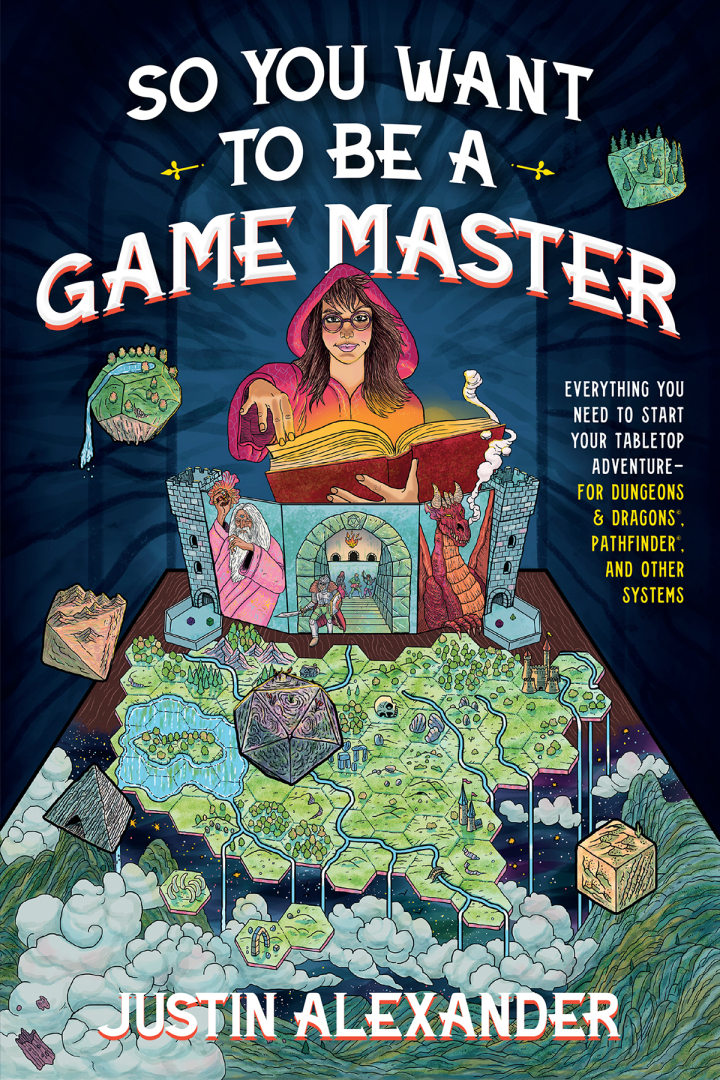 SO YOU WANT
TO BE A
GAME MASTER
EVERYTHING YOU
NEED TO START
YOUR TABLETOP
ADVENTURE–
FOR DUNGEONS
& DRAGONS®,
PATHFINDER®,
AND OTHER
SYSTEMS
JUSTIN ALEXANDER